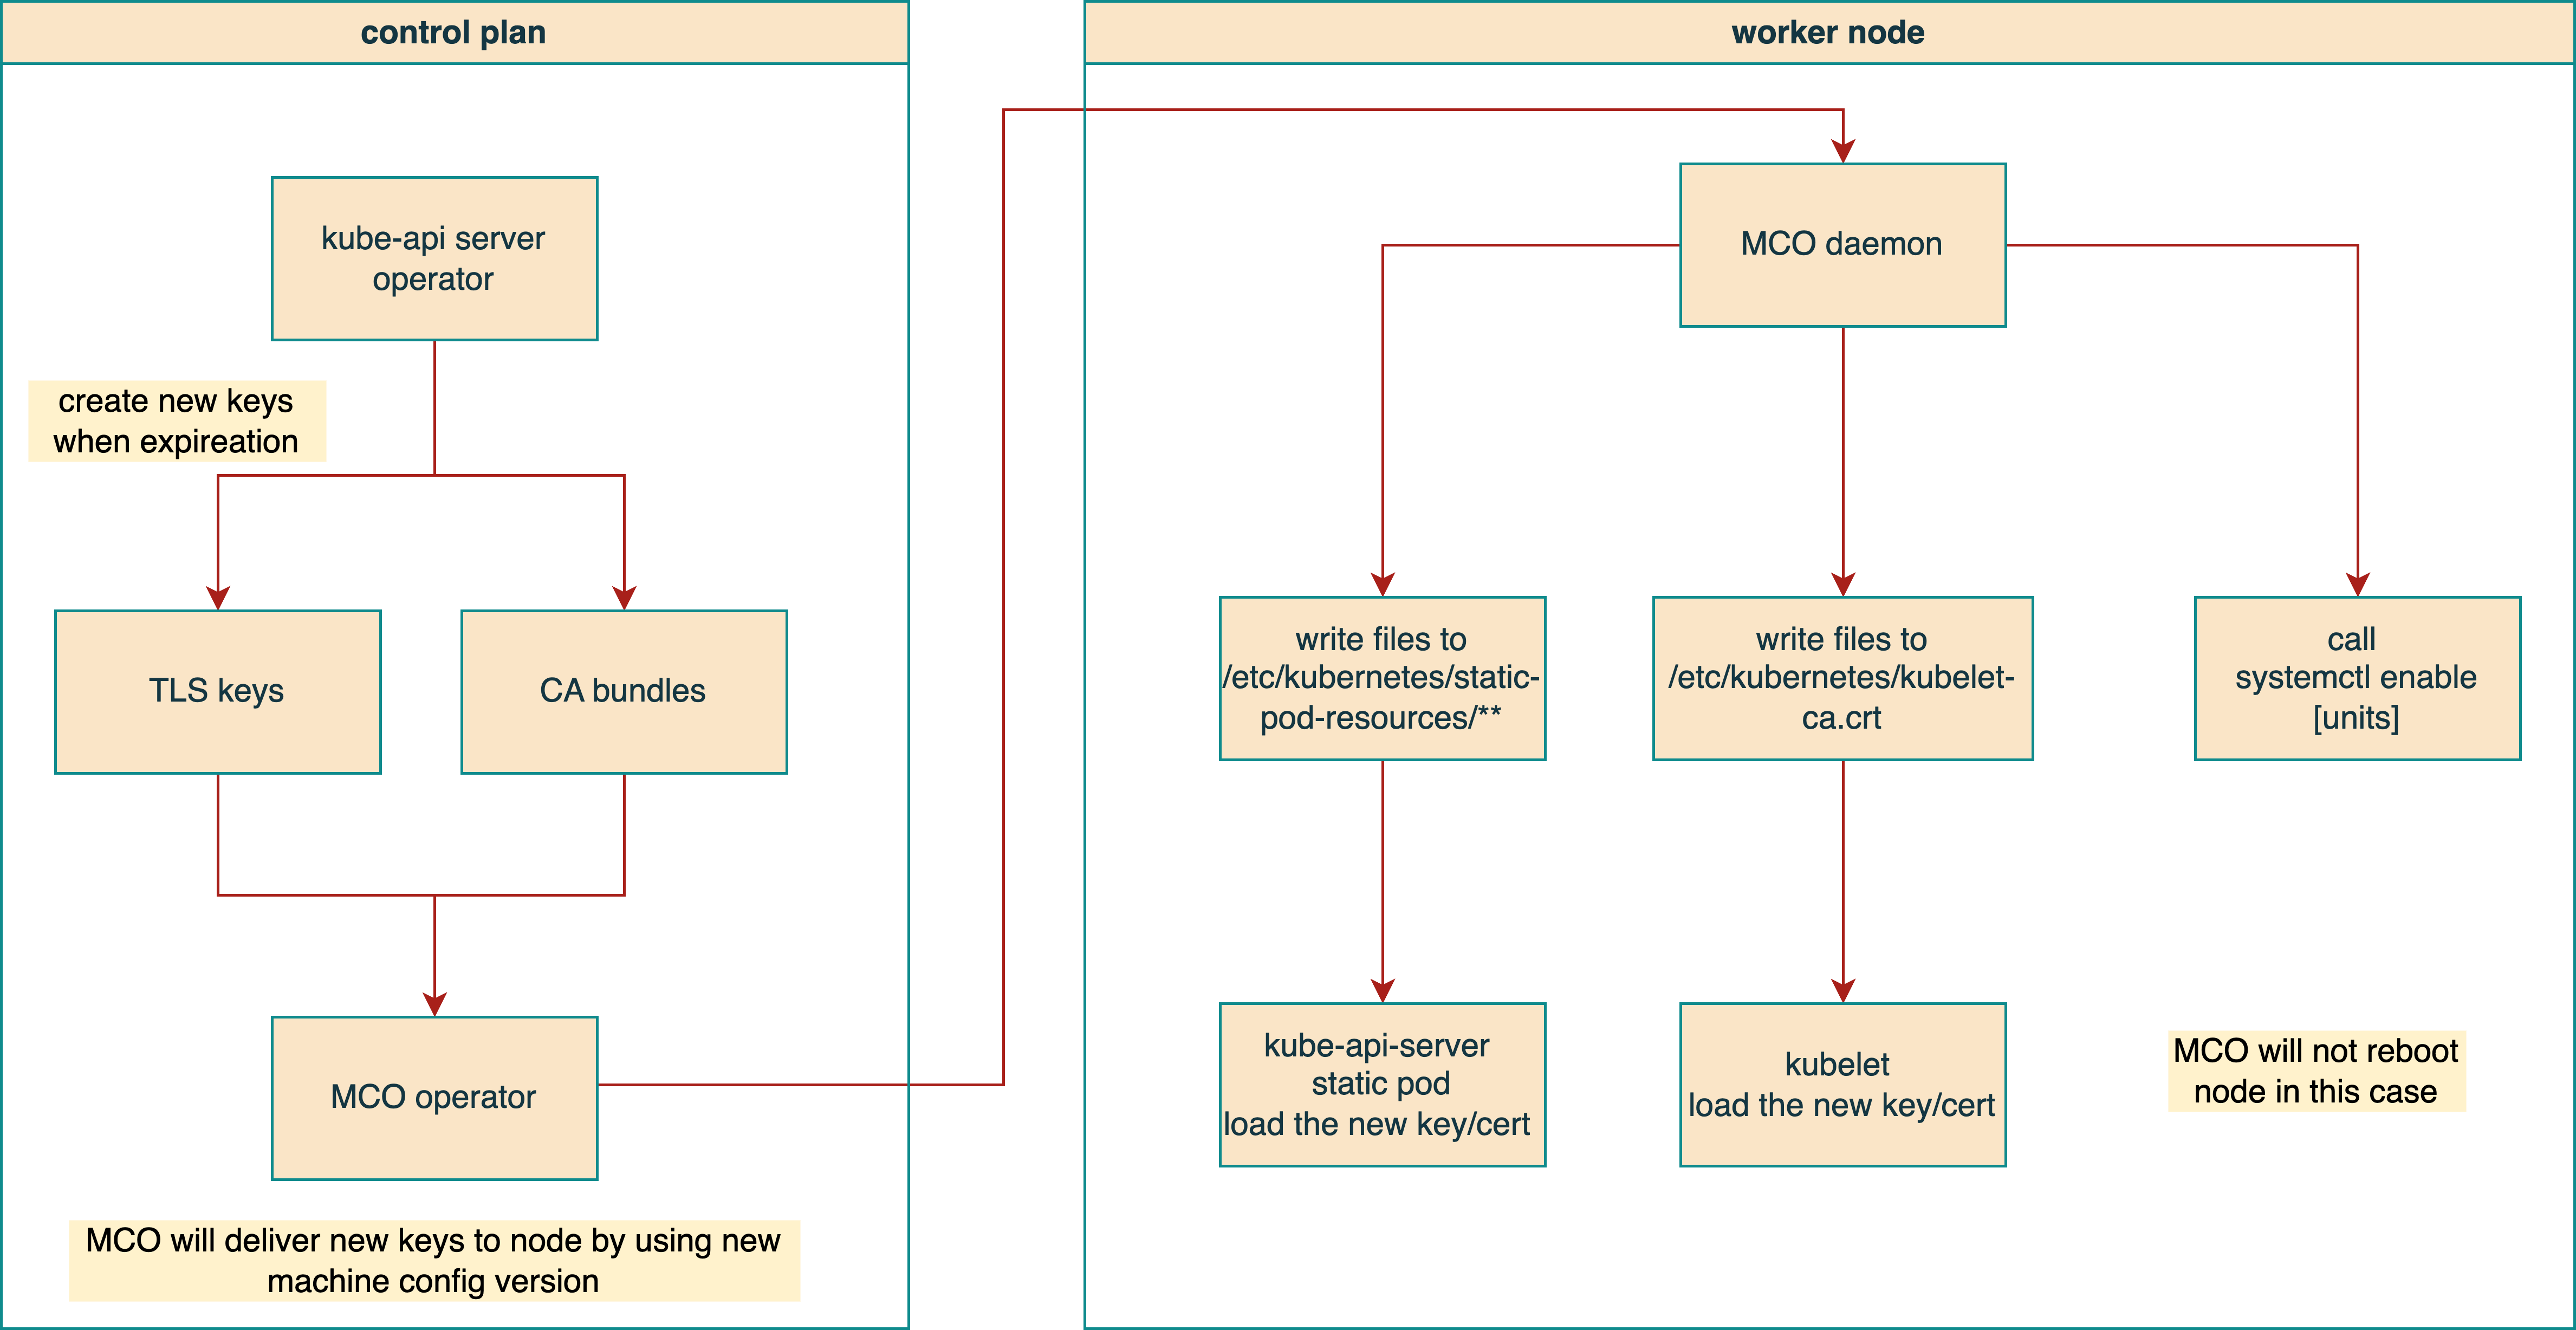 control plan
kube-api server
operator
create new keys
when expireation
TLS keys
CA bundles
MCO operator
MCO will deliver new keys to node by using new
machine config version
worker node
MCO daemon
write files to
/etc/kubernetes/static-
pod-resources/**
write files to
/etc/kubernetes/kubelet-
ca.crt
call
systemctl enable
[units]
kube-api-server
static pod
load the new key/cert
kubelet
load the new key/cert
MCO will not reboot
node in this case